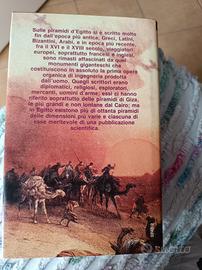 Sulle piramidi d'Egitto si è scritto molto
fin dall'epoca più antica. Greci, Latini,
Bizantini, Arabi, e in epoca più recente,
fra il XVI e il XVIII secolo, viaggiatori
europei, soprattutto francesi e inglesi,
sono rimasti affascinati da quei
monumenti giganteschi che
costituiscono in assoluto la prima opera
organica di ingegneria prodotta
dall'uomo. Quegli scrittori erano
diplomatici, religiosi, esploratori,
mercanti, uomini d'arme; essi si hanno
riferito soprattutto delle piramidi di Giza,
le più grandi e non lontane dal Cairo; ma
in Egitto esistono più di ottanta piramidi
delle dimensioni più varie e ciascuna di
esse meritevole di una pubblicazione
scientifica.
subito